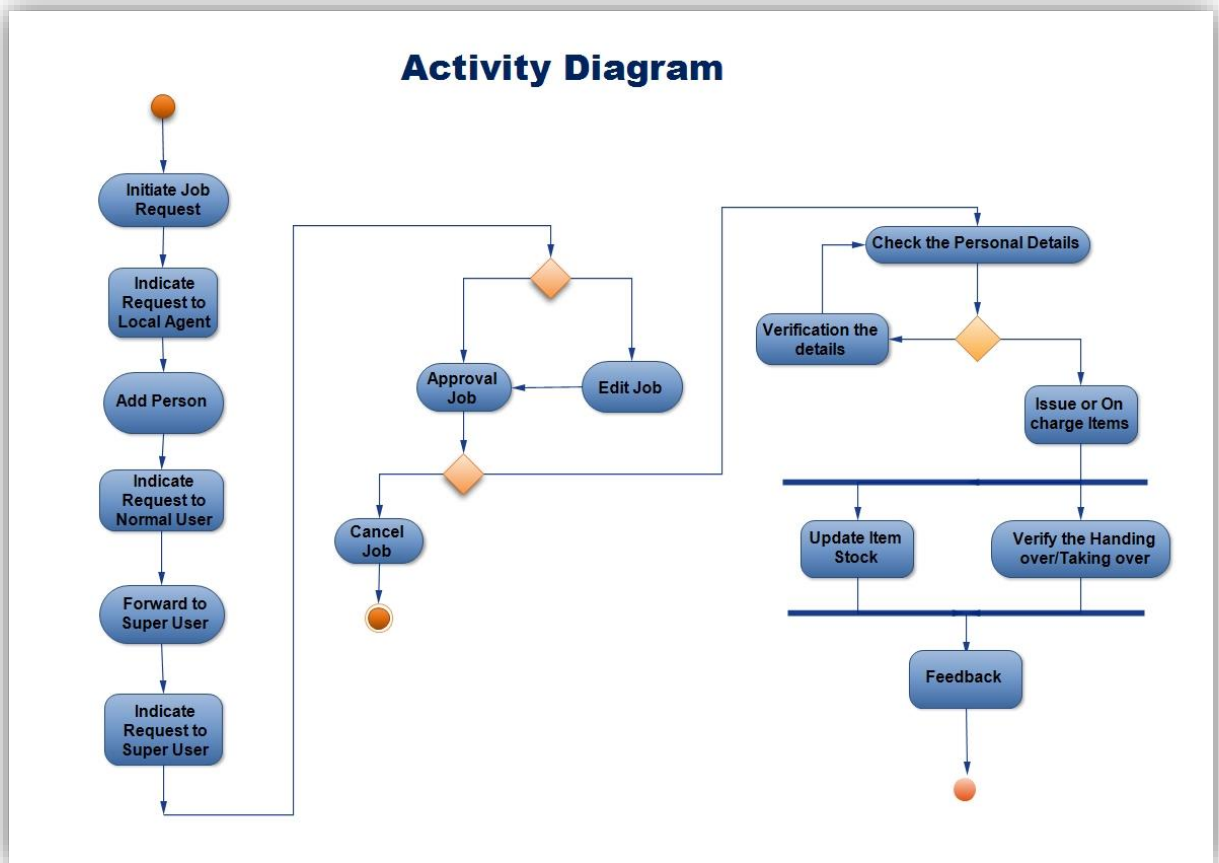 Activity Diagram
Initiate Job
Request
Indicate
Request to
Local Agent
Add Person
Indicate
Request to
Normal User
Forward to
Super User
Indicate
Request to
Super User
Approval
Job
Edit Job
Cancel
Job
Check the Personal Details
Verification the
details
Issue or On
charge Items
Update Item
Stock
Verify the Handing
over/Taking over
Feedback